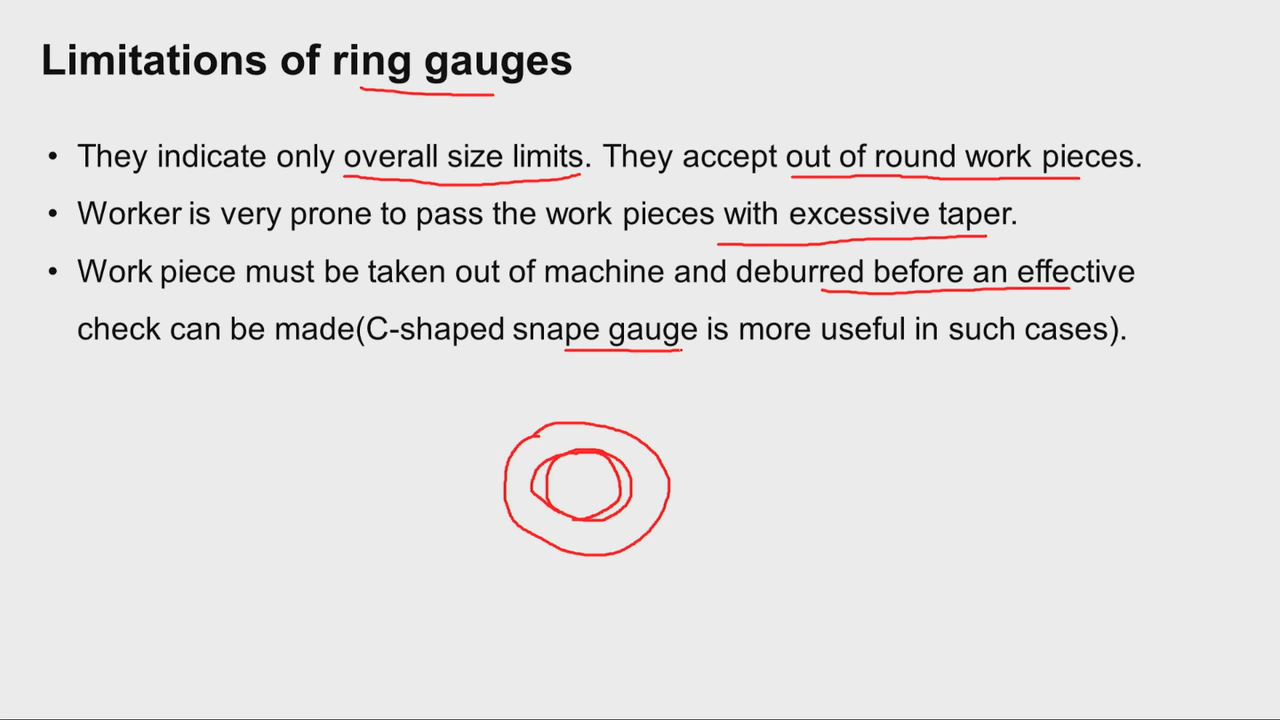 Limitations of ring gauges
• They indicate only overall size limits. They accept out of round work pieces.
• Worker is very prone to pass the work pieces with excessive taper.
• Work piece must be taken out of machine and deburred before an effective
check can be made(C-shaped snape gauge is more useful in such cases).